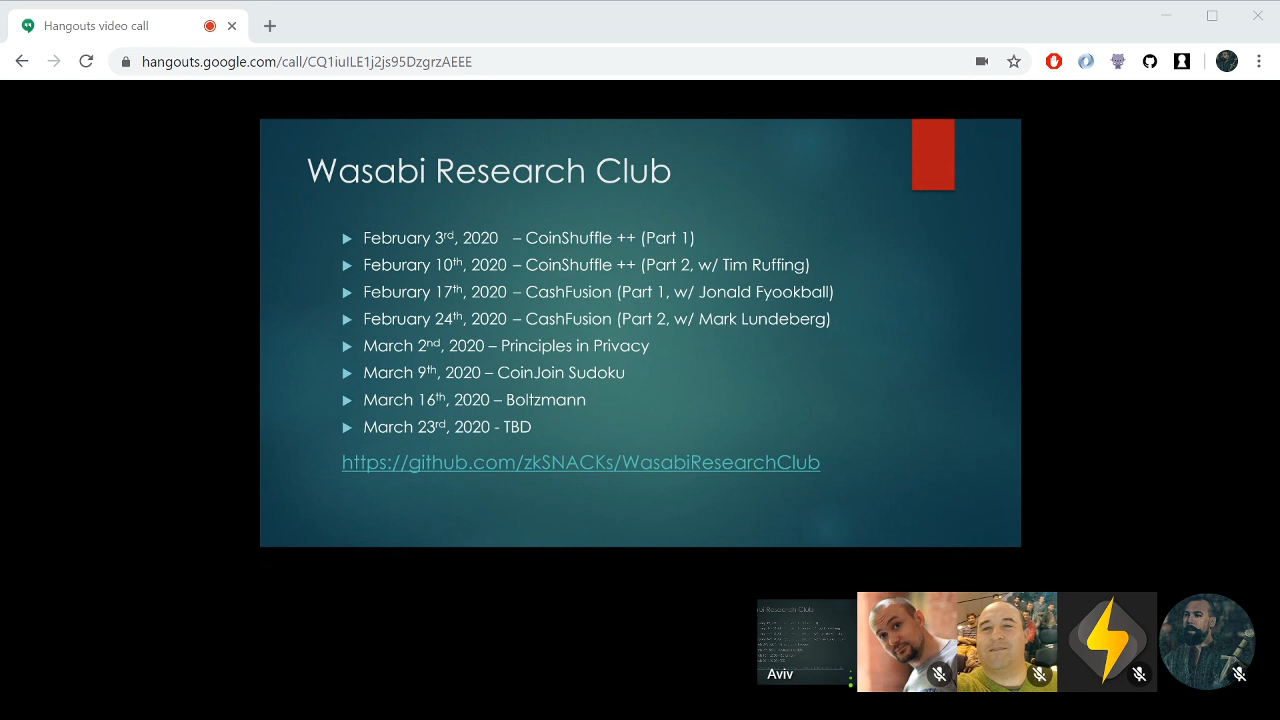 Hangouts video call
hangouts.google.com/call/CQ1iuILE1j2js95DzgrzAEEE
Wasabi Research Club
February 3rd, 2020 – CoinShuffle ++ (Part 1)
Feburary 10th, 2020 – CoinShuffle ++ (Part 2, w/ Tim Ruffing)
Feburary 17th, 2020 – CashFusion (Part 1, w/ Jonald Fyookball)
February 24th, 2020 – CashFusion (Part 2, w/ Mark Lundeberg)
March 2nd, 2020 – Principles in Privacy
March 9th, 2020 – CoinJoin Sudoku
March 16th, 2020 – Boltzmann
March 23rd, 2020 - TBD
https://github.com/zkSNACKs/WasabiResearchClub
Aviv